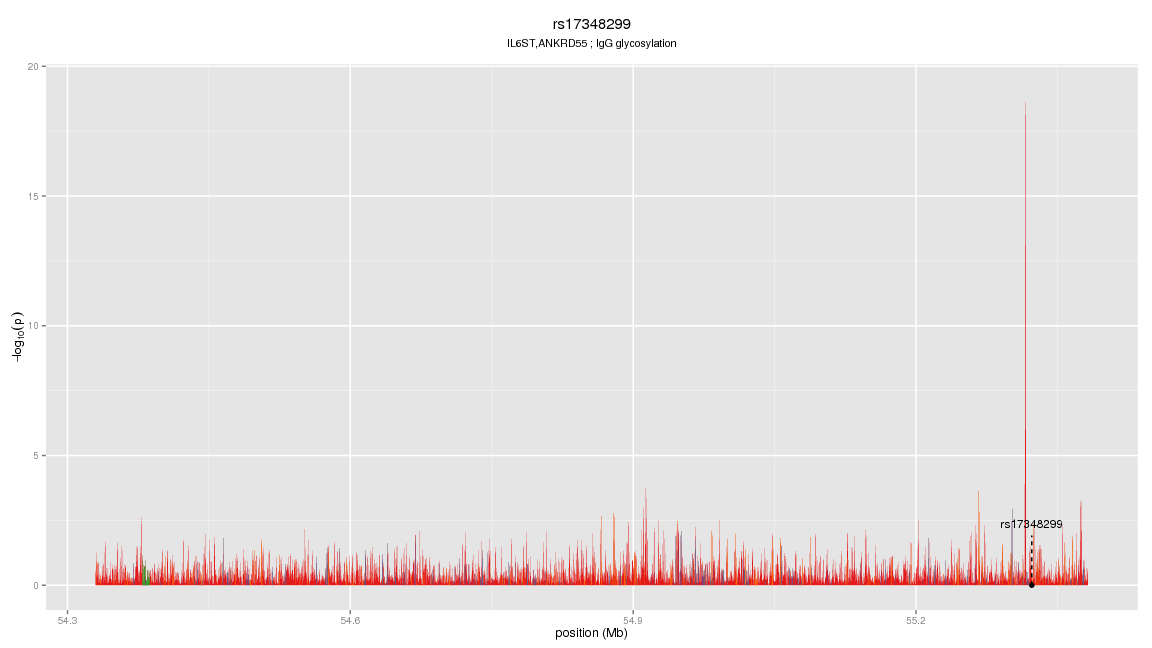 rs17348299
IL6ST,ANKRD55 ; IgG glycosylation
20
15
10
5
0
−log10(p)
rs17348299
54.3
54.6
54.9
55.2
position (Mb)